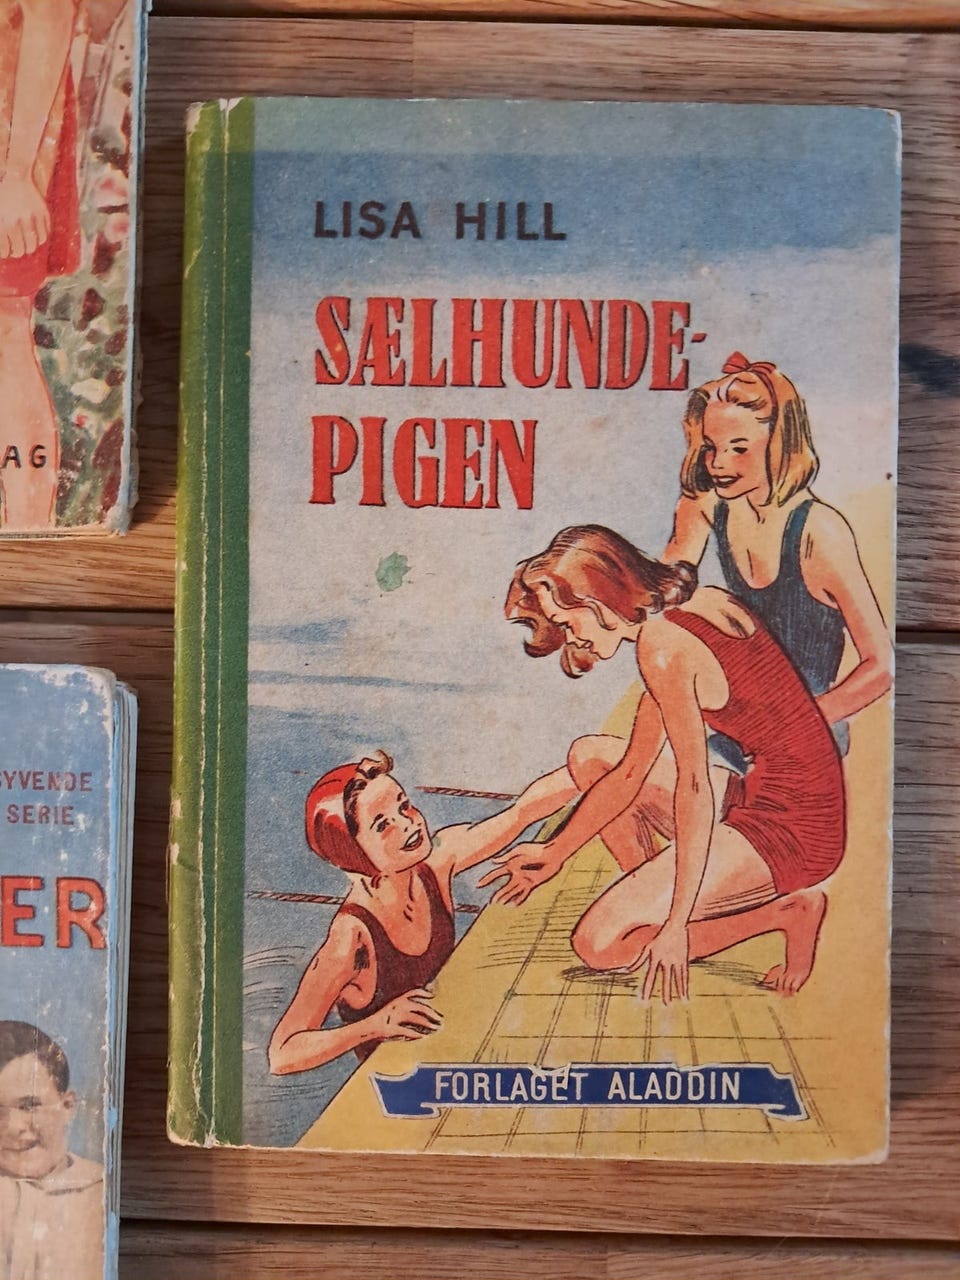 LISA HILL
SÆLHUNDE-
PIGEN
FORLAGET ALADDIN
AG
SYVENDE
SERIE
ER